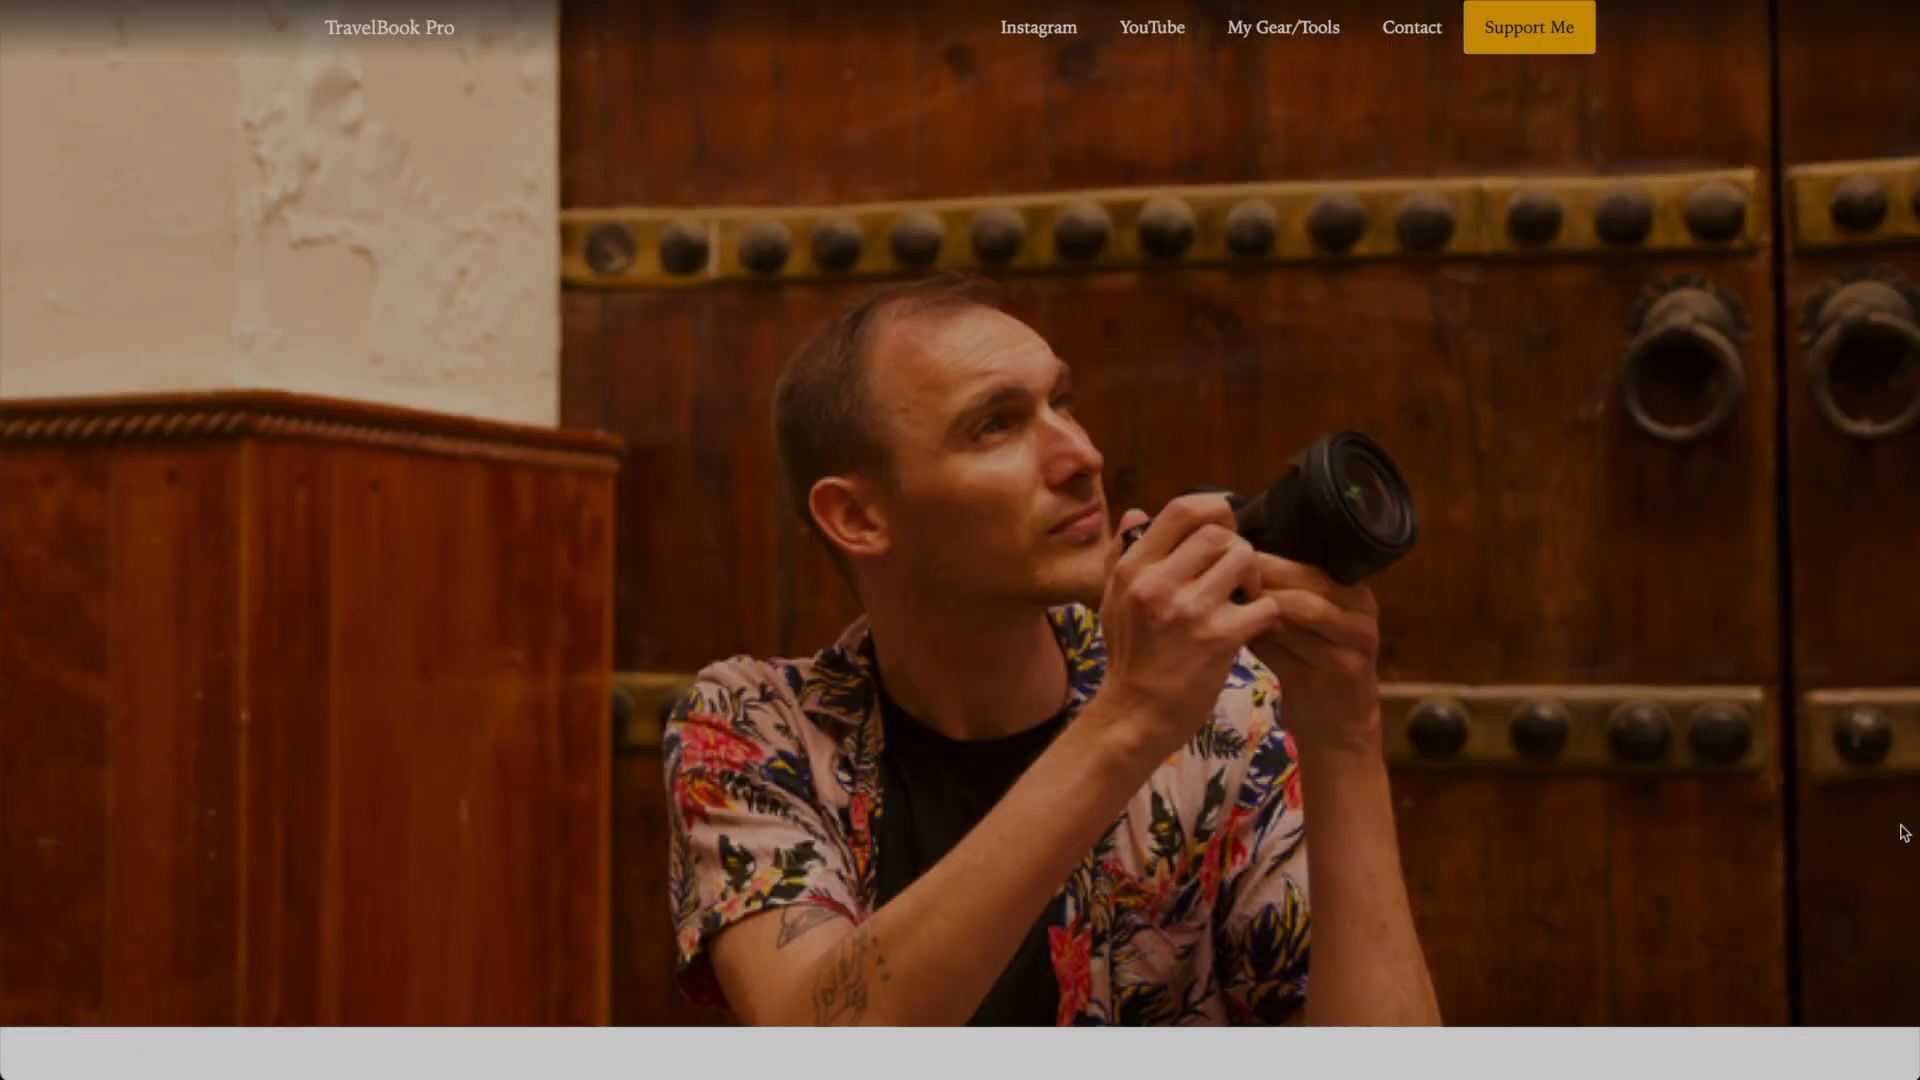 TravelBook Pro
Instagram
YouTube
My Gear/Tools
Contact
Support Me